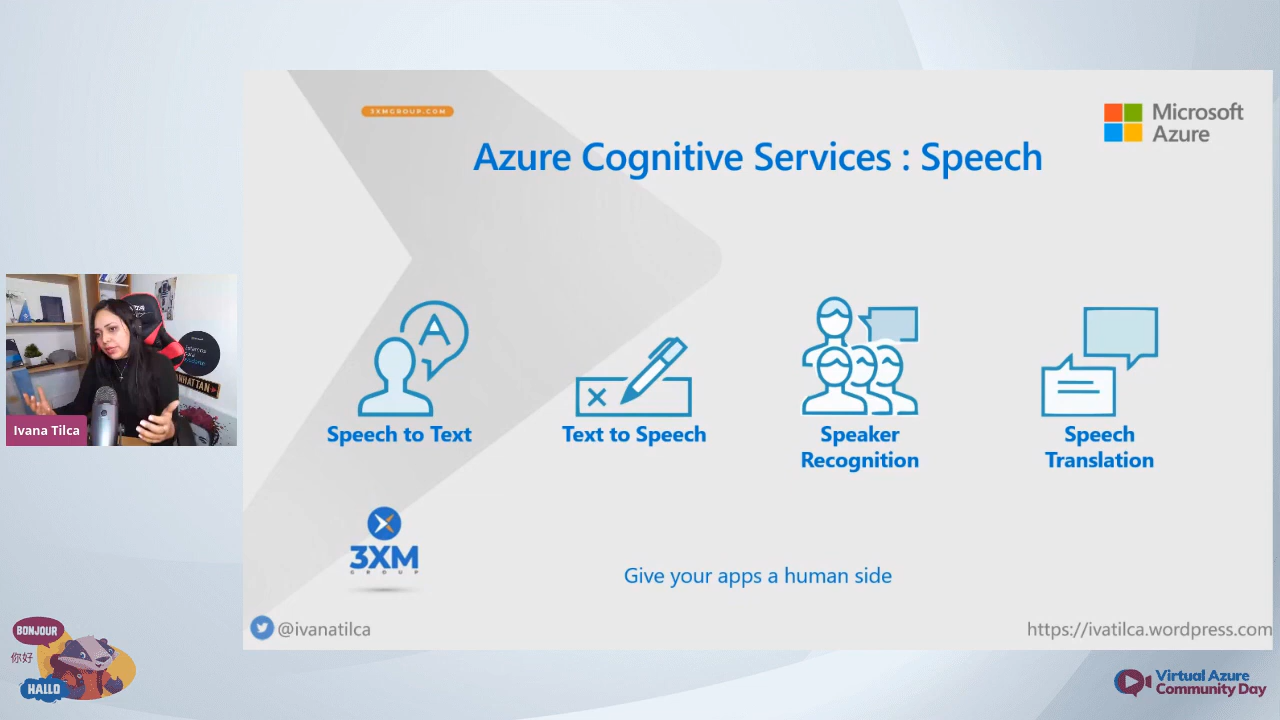 3XMGROUP.COM
Microsoft
Azure
Azure Cognitive Services : Speech
A
Speech to Text
Text to Speech
Speaker
Recognition
Speech
Translation
MANHATTAN
Ivana Tilca
3XM
GROUP
Give your apps a human side
@ivanatilca
https://ivatilca.wordpress.com
BONJOUR
你好
HALLO
Virtual Azure
Community Day